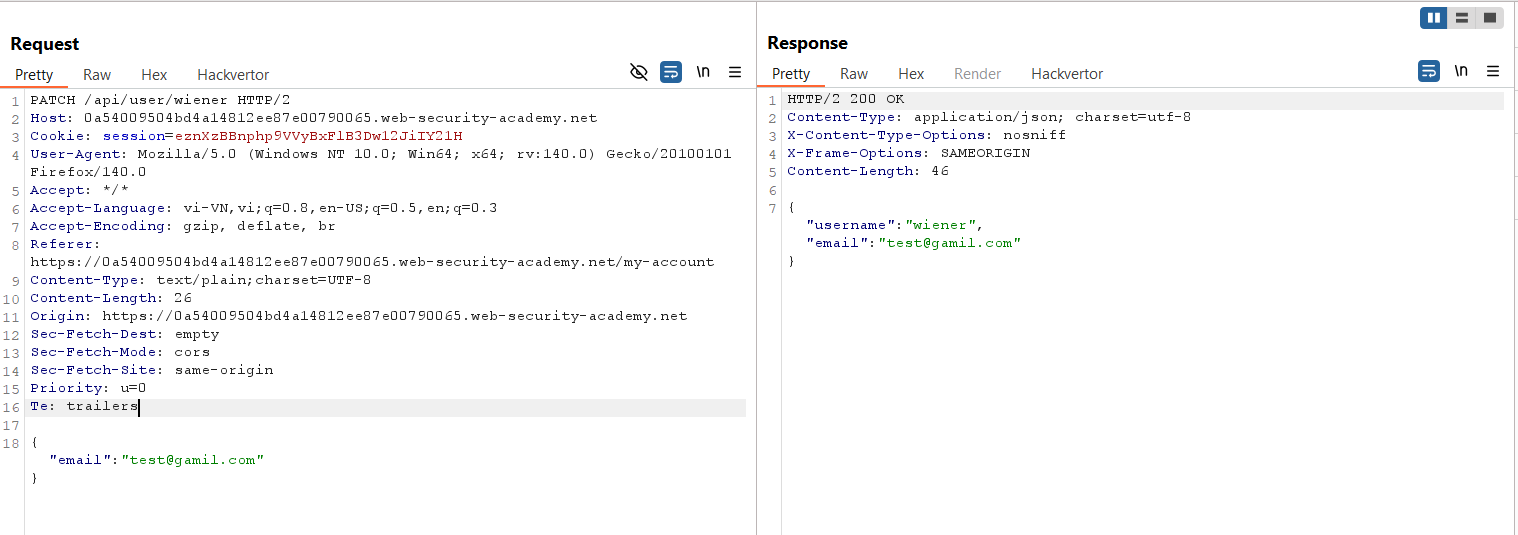 Request
Pretty Raw Hex Hackvertor \n
1 PATCH /api/user/wiener HTTP/2
2 Host: 0a54009504bd4a14812ee87e00790065.web-security-academy.net
3 Cookie: session=eznXzBBnphp9VVyBxFlB3Dw12JiIY21H
4 User-Agent: Mozilla/5.0 (Windows NT 10.0; Win64; x64; rv:140.0) Gecko/20100101
Firefox/140.0
5 Accept: */*
6 Accept-Language: vi-VN,vi;q=0.8,en-US;q=0.5,en;q=0.3
7 Accept-Encoding: gzip, deflate, br
8 Referer:
https://0a54009504bd4a14812ee87e00790065.web-security-academy.net/my-account
9 Content-Type: text/plain;charset=UTF-8
10 Content-Length: 26
11 Origin: https://0a54009504bd4a14812ee87e00790065.web-security-academy.net
12 Sec-Fetch-Dest: empty
13 Sec-Fetch-Mode: cors
14 Sec-Fetch-Site: same-origin
15 Priority: u=0
16 Te: trailers
17
18 {
"email":"test@gamil.com"
}
Response
Pretty Raw Hex Render Hackvertor \n
1 HTTP/2 200 OK
2 Content-Type: application/json; charset=utf-8
3 X-Content-Type-Options: nosniff
4 X-Frame-Options: SAMEORIGIN
5 Content-Length: 46
6
7 {
"username":"wiener",
"email":"test@gamil.com"
}